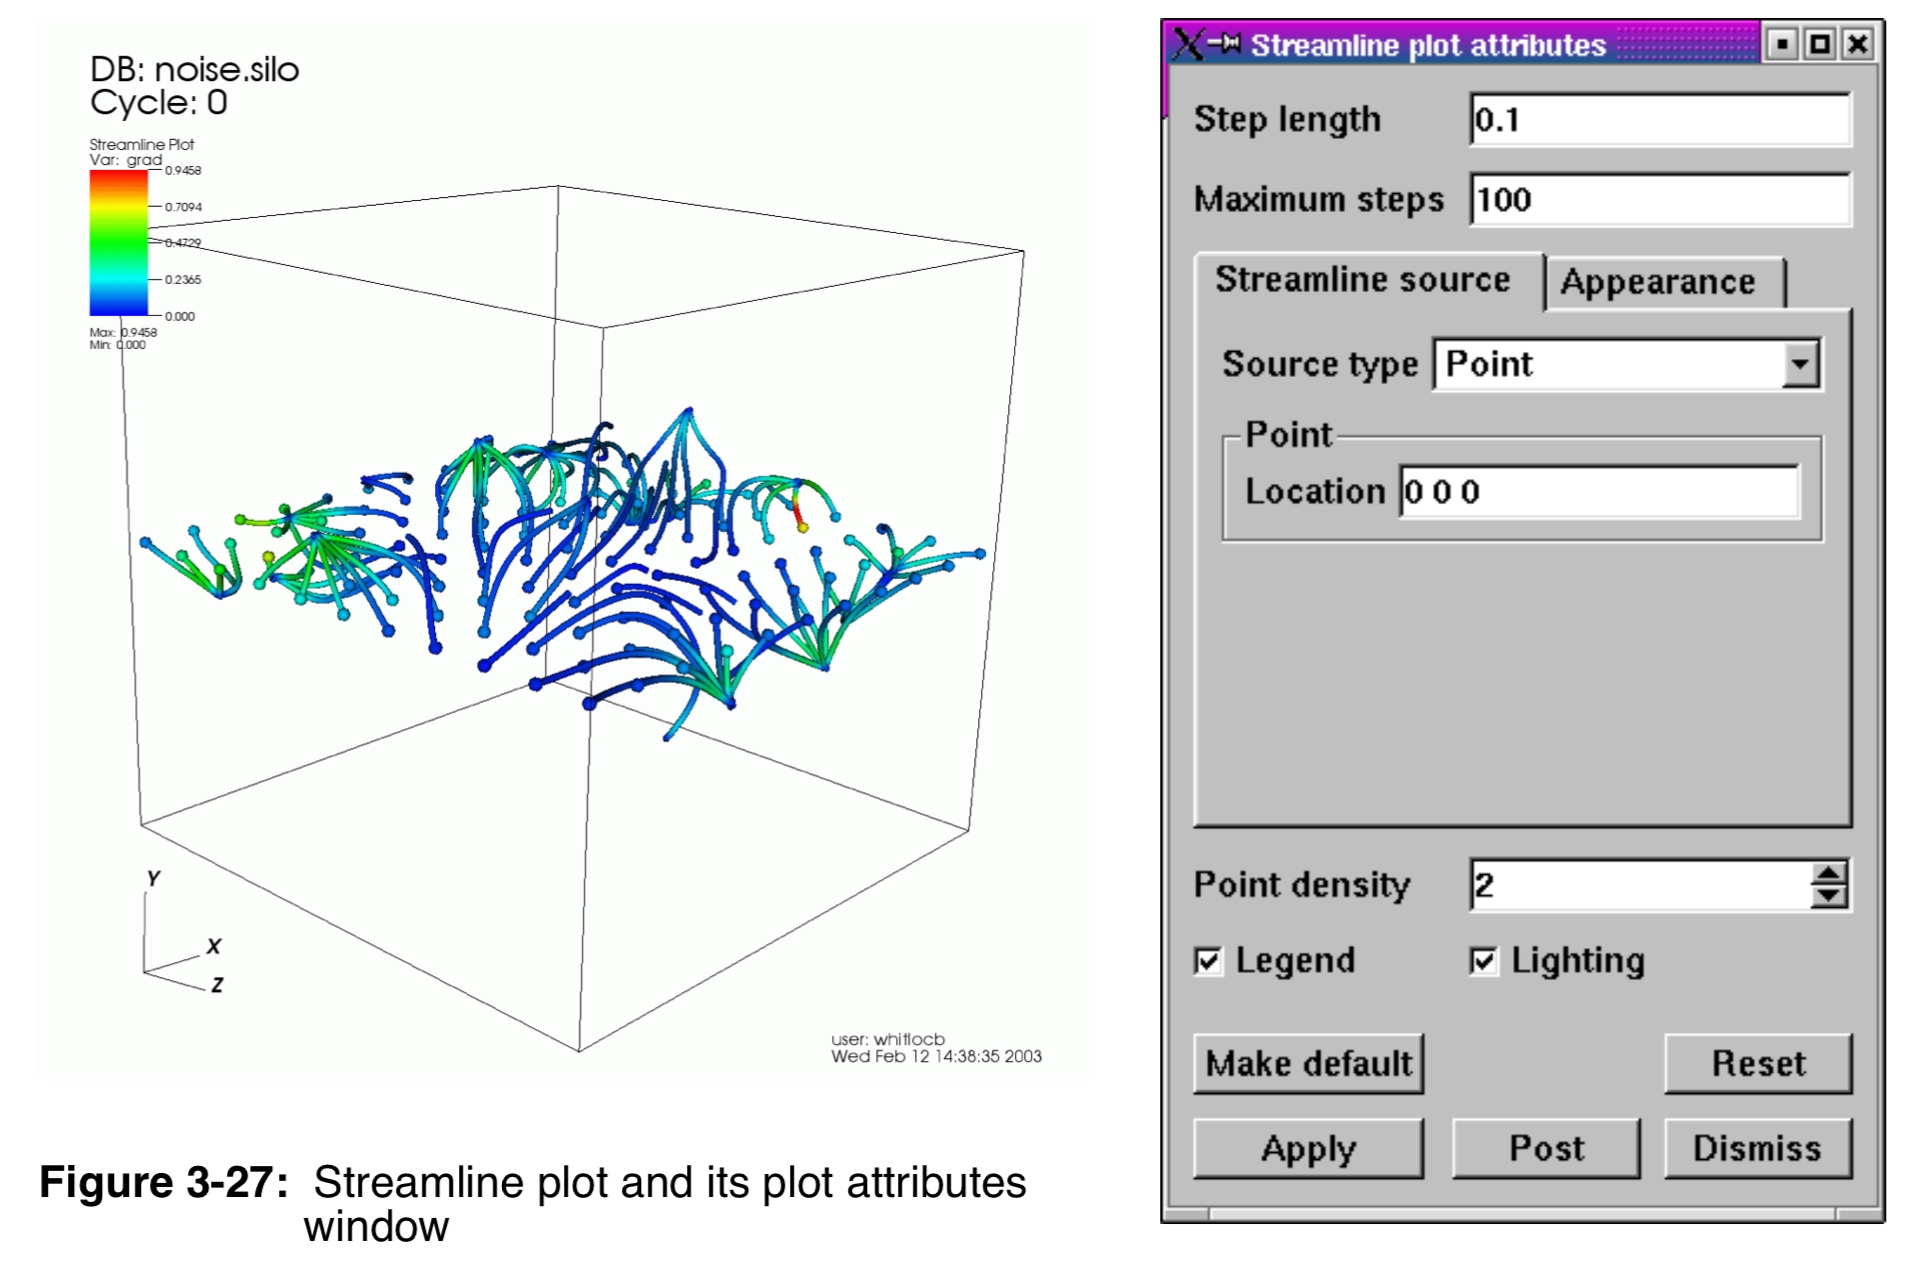 DB: noise.silo
Cycle: 0
Streamline Plot
Var: grad
0.9458
0.7094
0.4729
0.2365
0.000
Max: 0.9458
Min: 0.000
Y
X
Z
user: whitlocb
Wed Feb 12 14:38:35 2003
Figure 3-27: Streamline plot and its plot attributes
window
Streamline plot attributes
Step length 0.1
Maximum steps 100
Streamline source Appearance
Source type Point
Point
Location 0 0 0
Point density 2
Legend Lighting
Make default Reset
Apply Post Dismiss